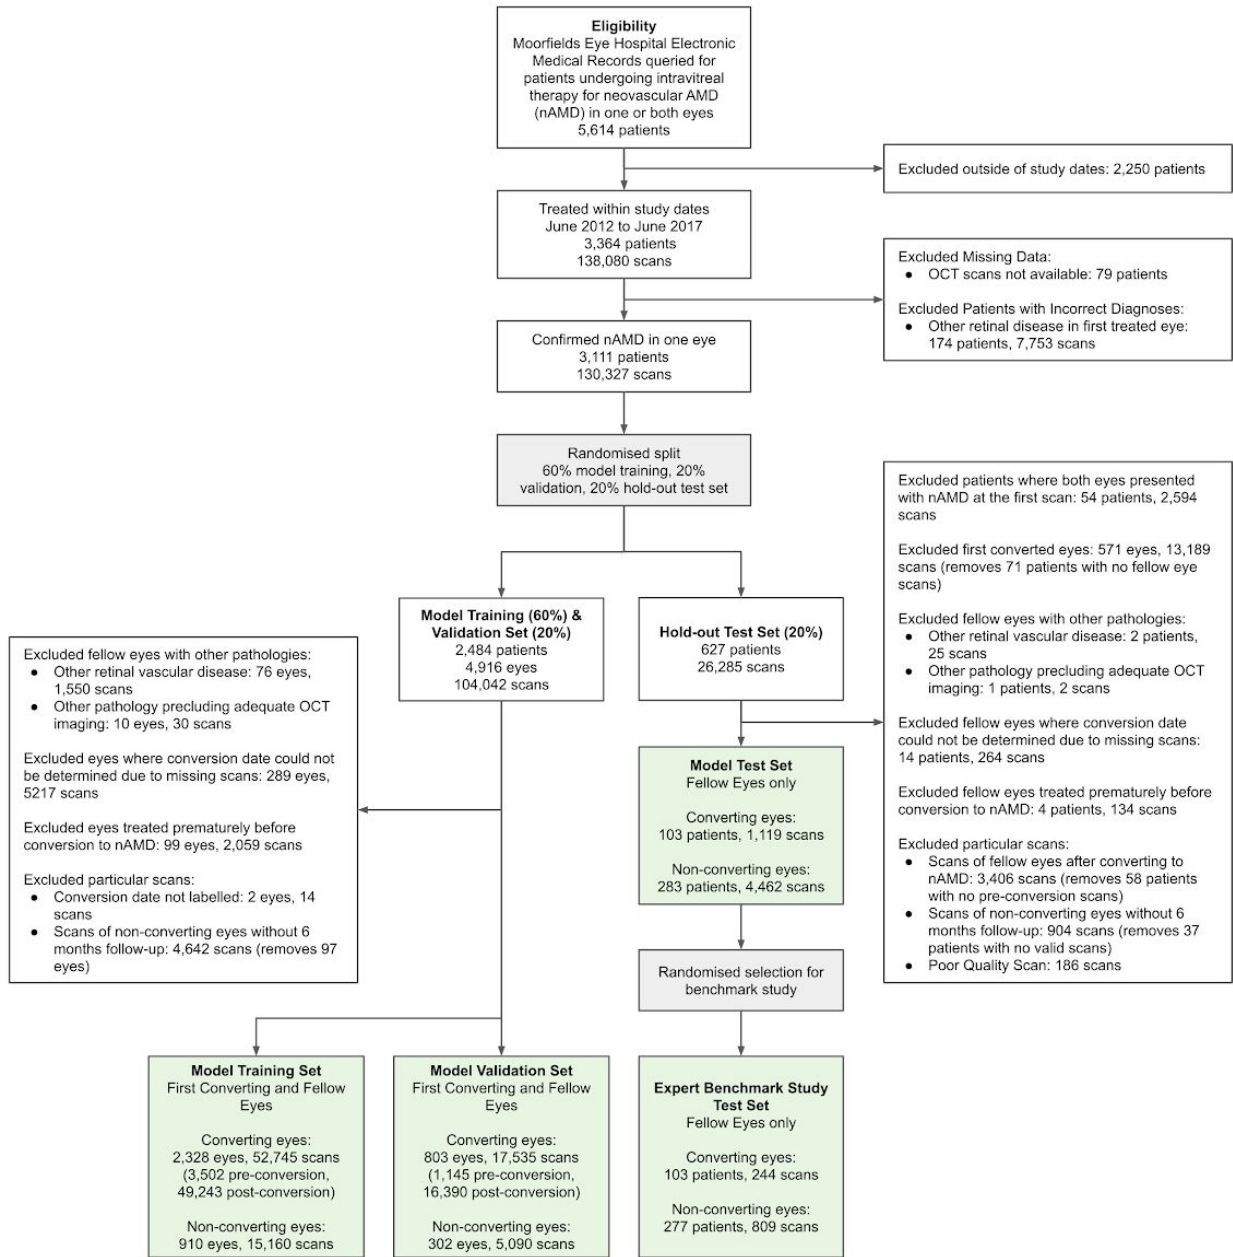 Eligibility
Moorfields Eye Hospital Electronic
Medical Records queried for
patients undergoing intravitreal
therapy for neovascular AMD
(nAMD) in one or both eyes
5,614 patients
Excluded outside of study dates: 2,250 patients
Treated within study dates
June 2012 to June 2017
3,364 patients
138,080 scans
Excluded Missing Data:
● OCT scans not available: 79 patients
Excluded Patients with Incorrect Diagnoses:
● Other retinal disease in first treated eye:
174 patients, 7,753 scans
Confirmed nAMD in one eye
3,111 patients
130,327 scans
Randomised split
60% model training, 20%
validation, 20% hold-out test set
Excluded patients where both eyes presented
with nAMD at the first scan: 54 patients, 2,594
scans
Excluded first converted eyes: 571 eyes, 13,189
scans (removes 71 patients with no fellow eye
scans)
Excluded fellow eyes with other pathologies:
● Other retinal vascular disease: 2 patients,
25 scans
● Other pathology precluding adequate OCT
imaging: 1 patients, 2 scans
Excluded fellow eyes where conversion date
could not be determined due to missing scans:
14 patients, 264 scans
Excluded fellow eyes treated prematurely before
conversion to nAMD: 4 patients, 134 scans
Excluded particular scans:
● Scans of fellow eyes after converting to
nAMD: 3,406 scans (removes 58 patients
with no pre-conversion scans)
● Scans of non-converting eyes without 6
months follow-up: 904 scans (removes 37
patients with no valid scans)
● Poor Quality Scan: 186 scans
Model Training (60%) &
Validation Set (20%)
2,484 patients
4,916 eyes
104,042 scans
Hold-out Test Set (20%)
627 patients
26,285 scans
Excluded fellow eyes with other pathologies:
● Other retinal vascular disease: 76 eyes,
1,550 scans
● Other pathology precluding adequate OCT
imaging: 10 eyes, 30 scans
Excluded eyes where conversion date could not
be determined due to missing scans: 289 eyes,
5217 scans
Excluded eyes treated prematurely before
conversion to nAMD: 99 eyes, 2,059 scans
Excluded particular scans:
● Conversion date not labelled: 2 eyes, 14
scans
● Scans of non-converting eyes without 6
months follow-up: 4,642 scans (removes 97
eyes)
Model Test Set
Fellow Eyes only
Converting eyes:
103 patients, 1,119 scans
Non-converting eyes:
283 patients, 4,462 scans
Randomised selection for
benchmark study
Model Training Set
First Converting and Fellow
Eyes
Converting eyes:
2,328 eyes, 52,745 scans
(3,502 pre-conversion,
49,243 post-conversion)
Non-converting eyes:
910 eyes, 15,160 scans
Model Validation Set
First Converting and Fellow
Eyes
Converting eyes:
803 eyes, 17,535 scans
(1,145 pre-conversion,
16,390 post-conversion)
Non-converting eyes:
302 eyes, 5,090 scans
Expert Benchmark Study
Test Set
Fellow Eyes only
Converting eyes:
103 patients, 244 scans
Non-converting eyes:
277 patients, 809 scans